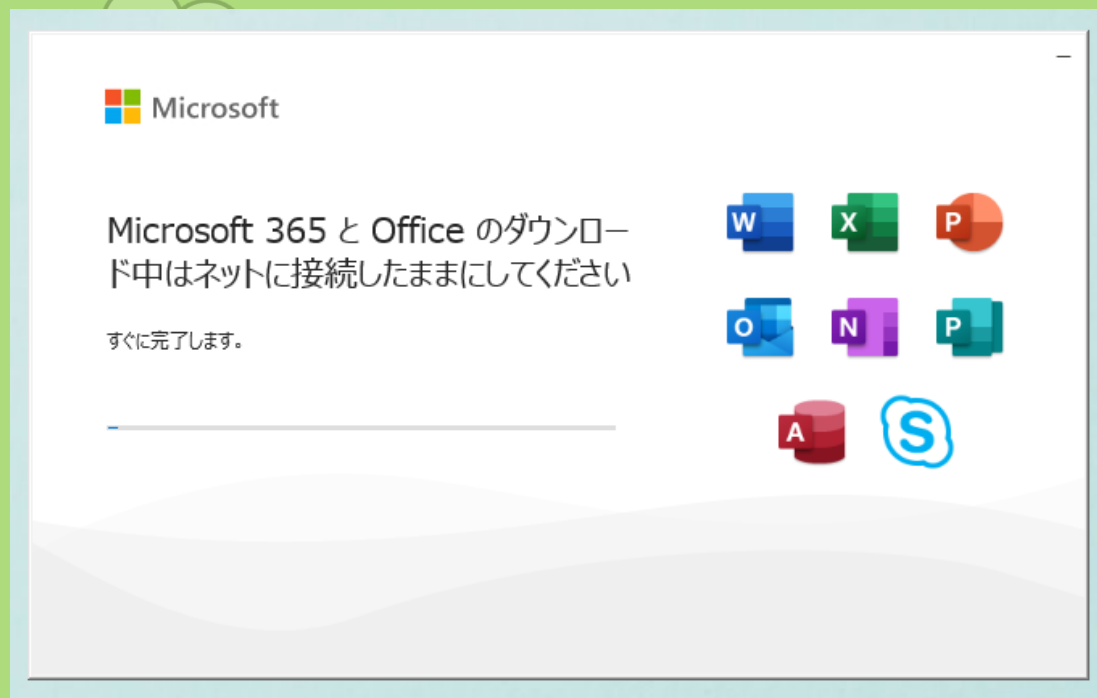 Microsoft
Microsoft 365 と Office のダウンロー
ド中はネットに接続したままにしてください
すぐに完了します。
W
X
P
O
N
P
A
S